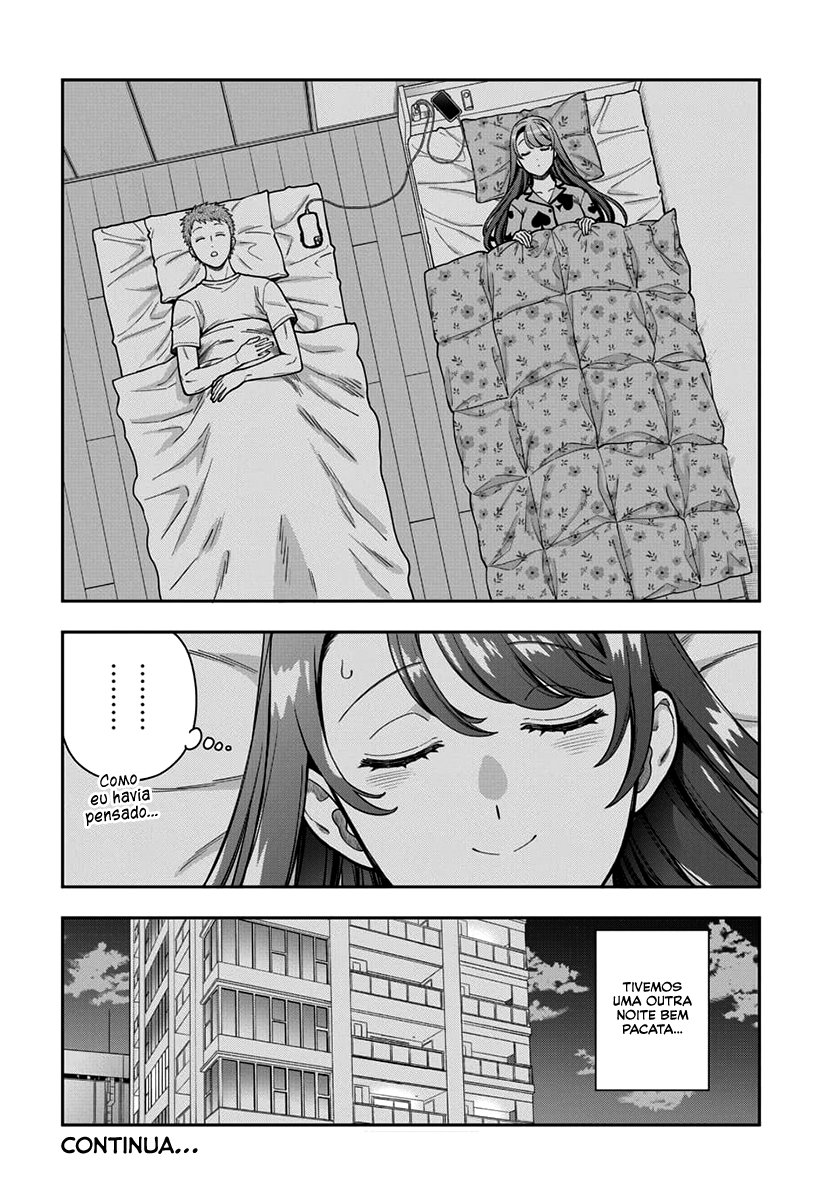 ...
...
Como
eu havia
pensado...
TIVEMOS
UMA OUTRA
NOITE BEM
PACATA...
CONTINUA...